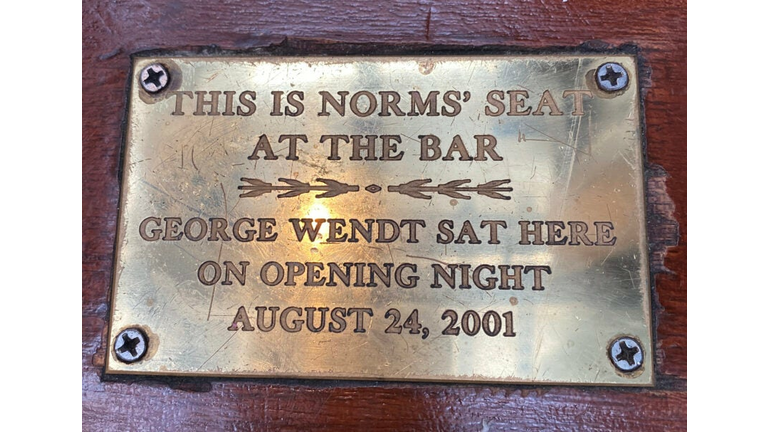 THIS IS NORMS' SEAT
AT THE BAR
GEORGE WENDT SAT HERE
ON OPENING NIGHT
AUGUST 24, 2001